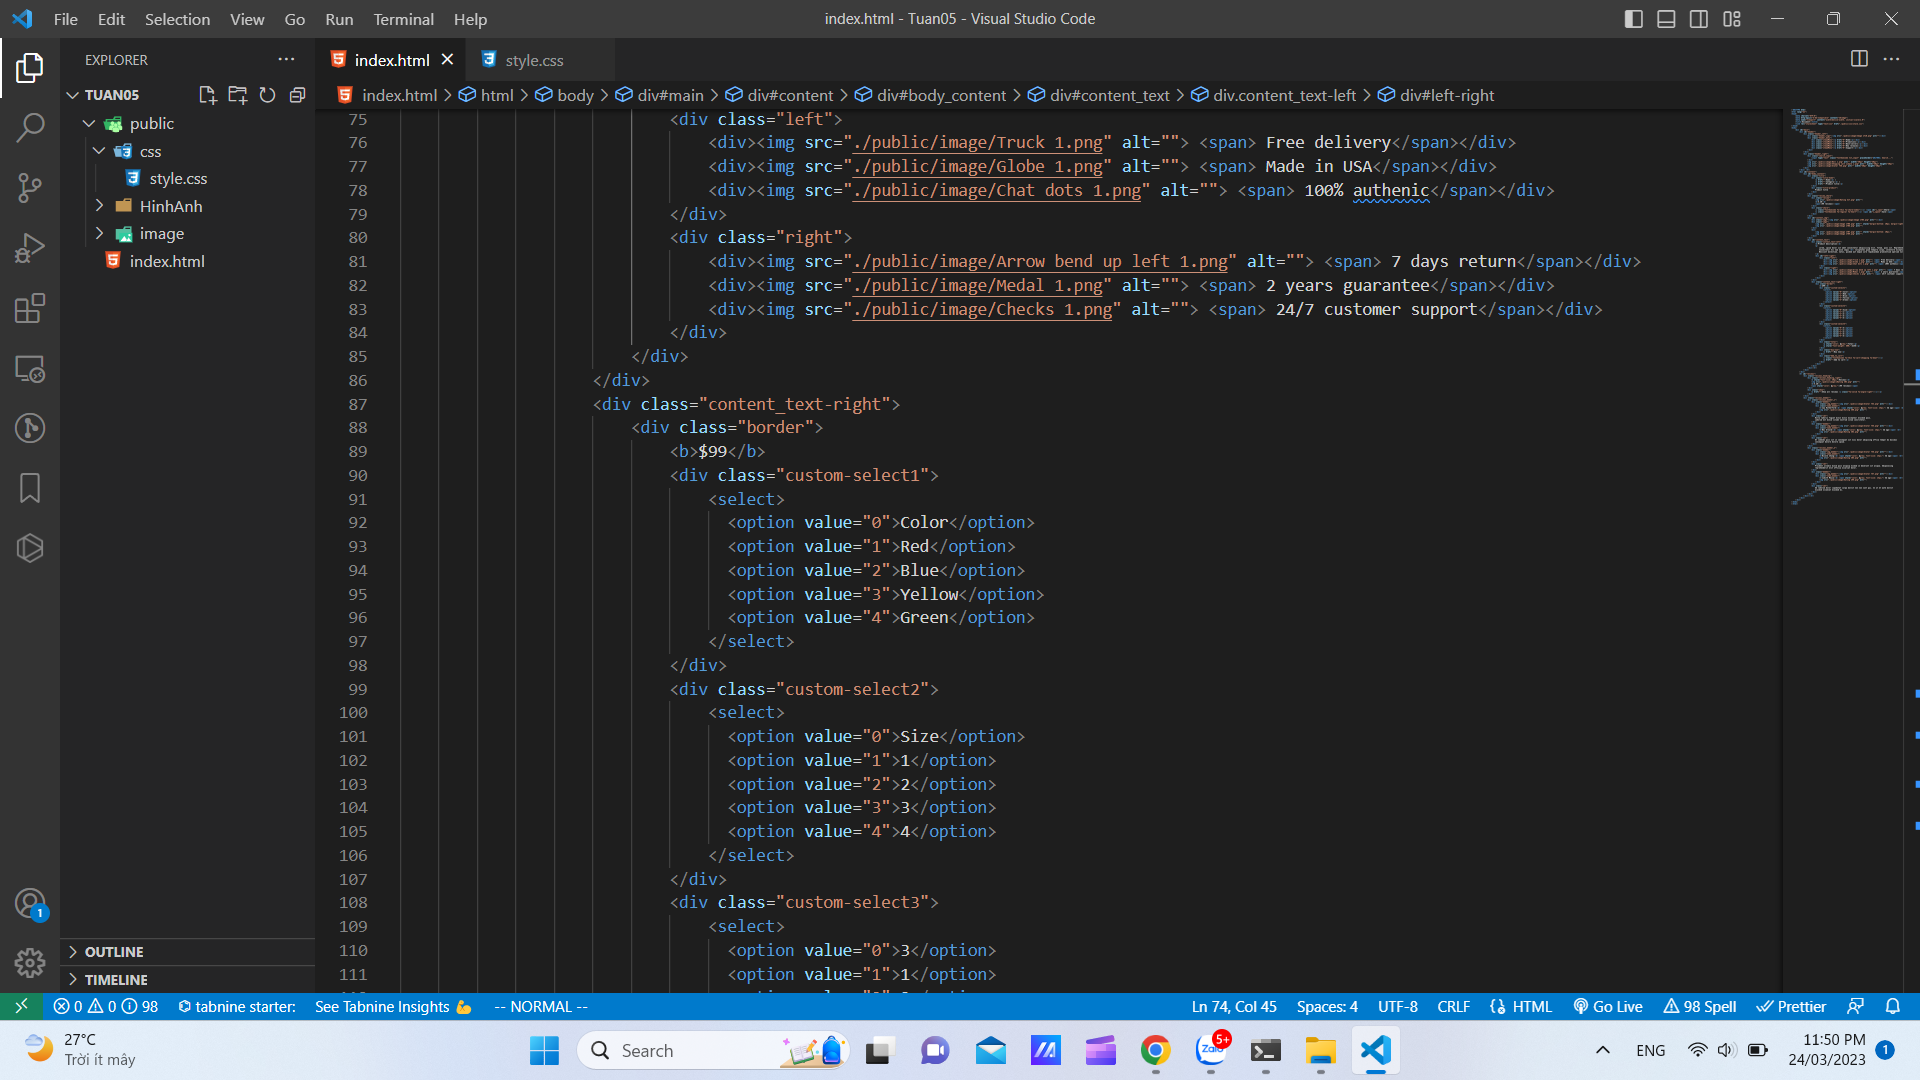 File Edit Selection View Go Run Terminal Help
index.html - Tuan05 - Visual Studio Code
EXPLORER
TUAN05
public
css
style.css
HinhAnh
image
index.html
OUTLINE
TIMELINE
index.html style.css
index.html > html > body > div#main > div#content > div#body_content > div#content_text > div.content_text-left > div#left-right
75 <div class="left">
76 <div><img src="./public/image/Truck 1.png" alt=""> <span> Free delivery</span></div>
77 <div><img src="./public/image/Globe 1.png" alt=""> <span> Made in USA</span></div>
78 <div><img src="./public/image/Chat dots 1.png" alt=""> <span> 100% authenic</span></div>
79 </div>
80 <div class="right">
81 <div><img src="./public/image/Arrow bend up left 1.png" alt=""> <span> 7 days return</span></div>
82 <div><img src="./public/image/Medal 1.png" alt=""> <span> 2 years guarantee</span></div>
83 <div><img src="./public/image/Checks 1.png" alt=""> <span> 24/7 customer support</span></div>
84 </div>
85 </div>
86 </div>
87 <div class="content_text-right">
88 <div class="border">
89 <b>$99</b>
90 <div class="custom-select1">
91 <select>
92 <option value="0">Color</option>
93 <option value="1">Red</option>
94 <option value="2">Blue</option>
95 <option value="3">Yellow</option>
96 <option value="4">Green</option>
97 </select>
98 </div>
99 <div class="custom-select2">
100 <select>
101 <option value="0">Size</option>
102 <option value="1">1</option>
103 <option value="2">2</option>
104 <option value="3">3</option>
105 <option value="4">4</option>
106 </select>
107 </div>
108 <div class="custom-select3">
109 <select>
110 <option value="0">3</option>
111 <option value="1">1</option>
1
0 0 98 tabnine starter: See Tabnine Insights -- NORMAL -- Ln 74, Col 45 Spaces: 4 UTF-8 CRLF HTML Go Live 98 Spell Prettier
27°C
Trời ít mây
Search
Zalo
5+
ENG
11:50 PM
24/03/2023
1